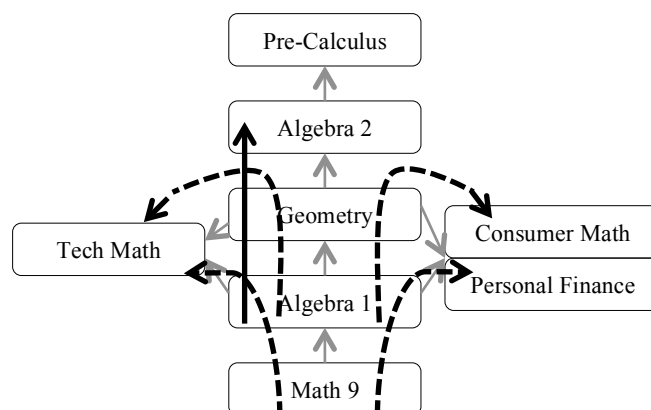 Pre-Calculus
Algebra 2
Geometry
Tech Math
Consumer Math
Personal Finance
Algebra 1
Math 9